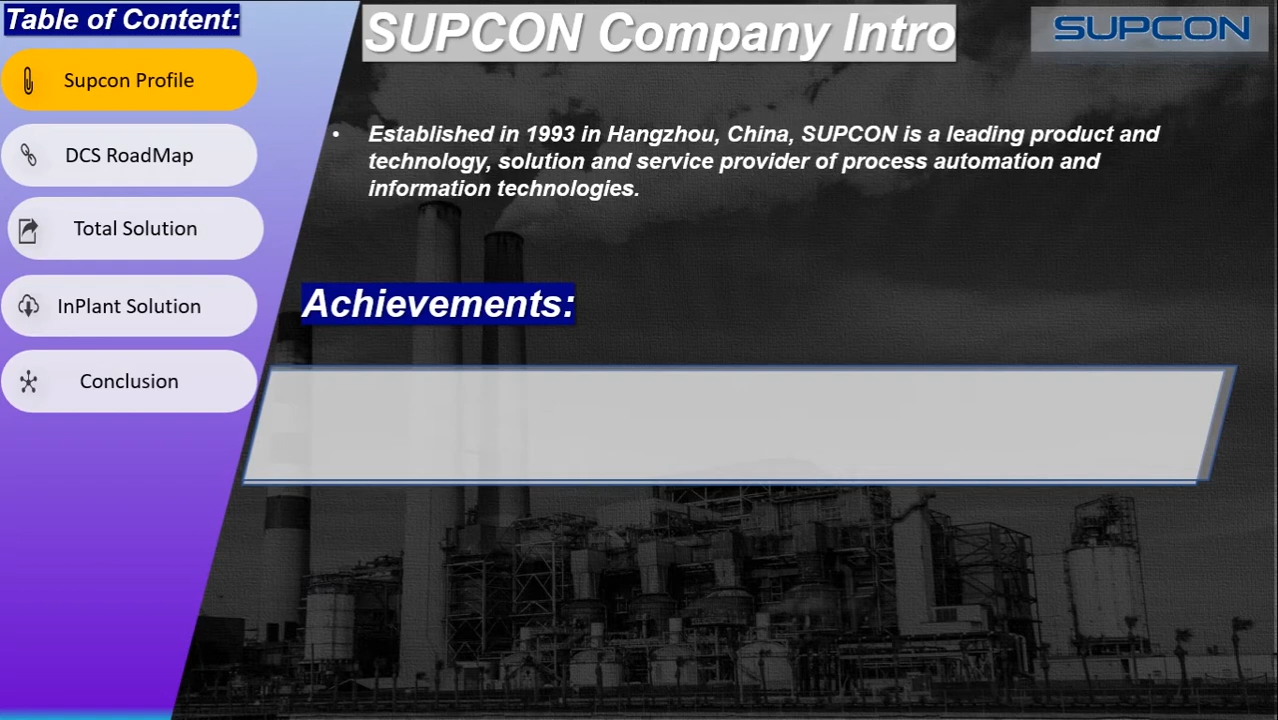 Table of Content:
Supcon Profile
DCS RoadMap
Total Solution
InPlant Solution
Conclusion
SUPCON Company Intro
SUPCON
• Established in 1993 in Hangzhou, China, SUPCON is a leading product and
technology, solution and service provider of process automation and
information technologies.
Achievements: